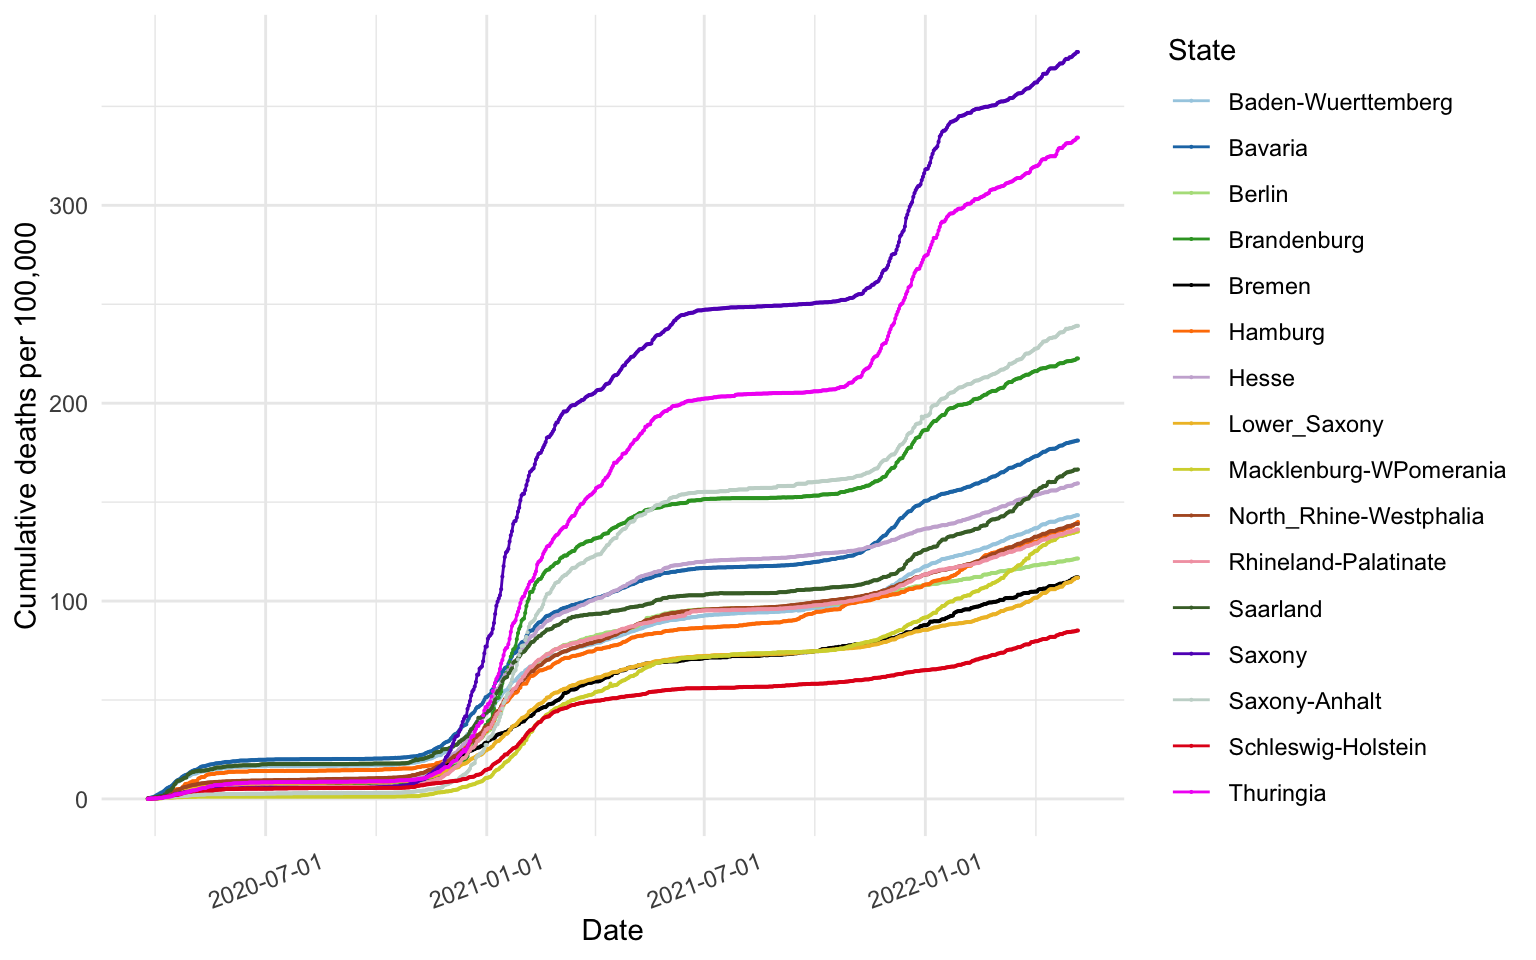 Cumulative deaths per 100,000
300
200
100
0
2020-07-01
2021-01-01
2021-07-01
2022-01-01
Date
State
Baden-Wuerttemberg
Bavaria
Berlin
Brandenburg
Bremen
Hamburg
Hesse
Lower_Saxony
Macklenburg-WPomerania
North_Rhine-Westphalia
Rhineland-Palatinate
Saarland
Saxony
Saxony-Anhalt
Schleswig-Holstein
Thuringia